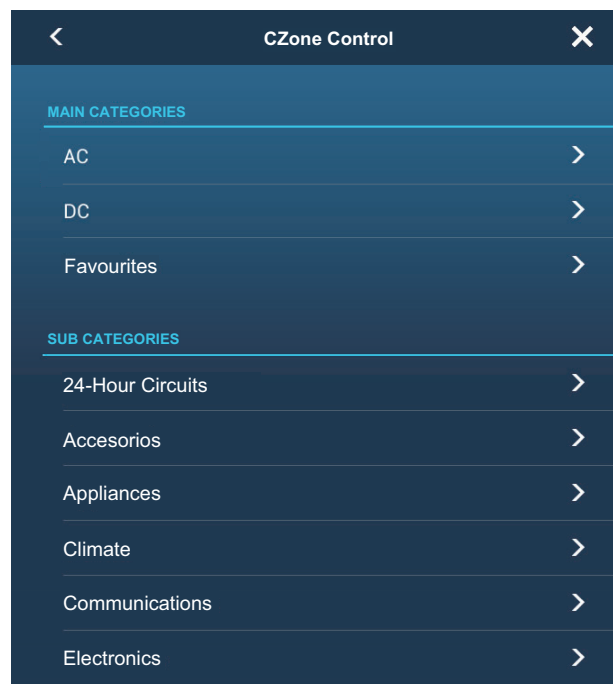 CZone Control
MAIN CATEGORIES
AC
DC
Favourites
SUB CATEGORIES
24-Hour Circuits
Accesorios
Appliances
Climate
Communications
Electronics